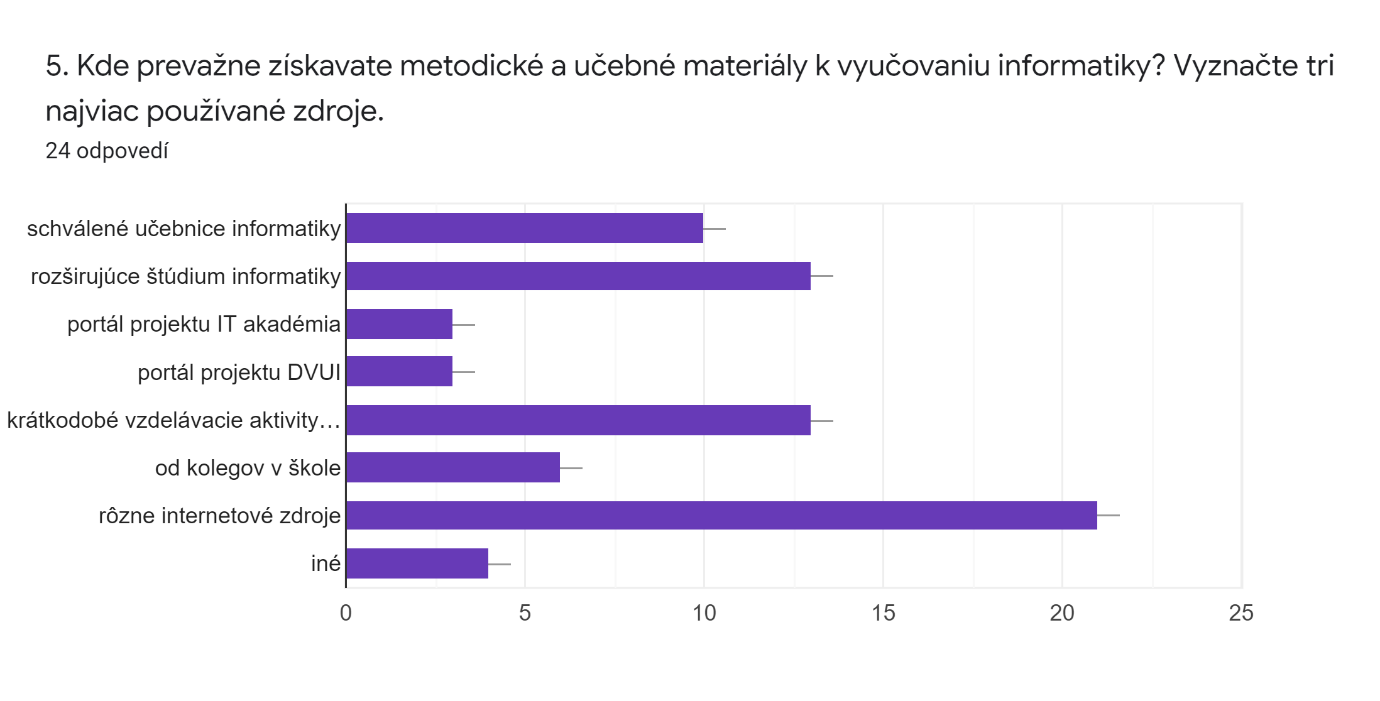 5. Kde prevažne získavate metodické a učebné materiály k vyučovaniu informatiky? Vyznačte tri
najviac používané zdroje.
24 odpovedí
schválené učebnice informatiky
rozširujúce štúdium informatiky
portál projektu IT akadémia
portál projektu DVUI
krátkodobé vzdelávacie aktivity…
od kolegov v škole
rôzne internetové zdroje
iné
0 5 10 15 20 25